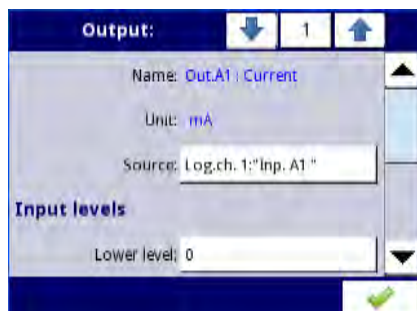 Output: 1
Name: Out.A1 : Current
Unit: mA
Source: Log.ch. 1:"Inp. A1 "
Input levels
Lower level: 0